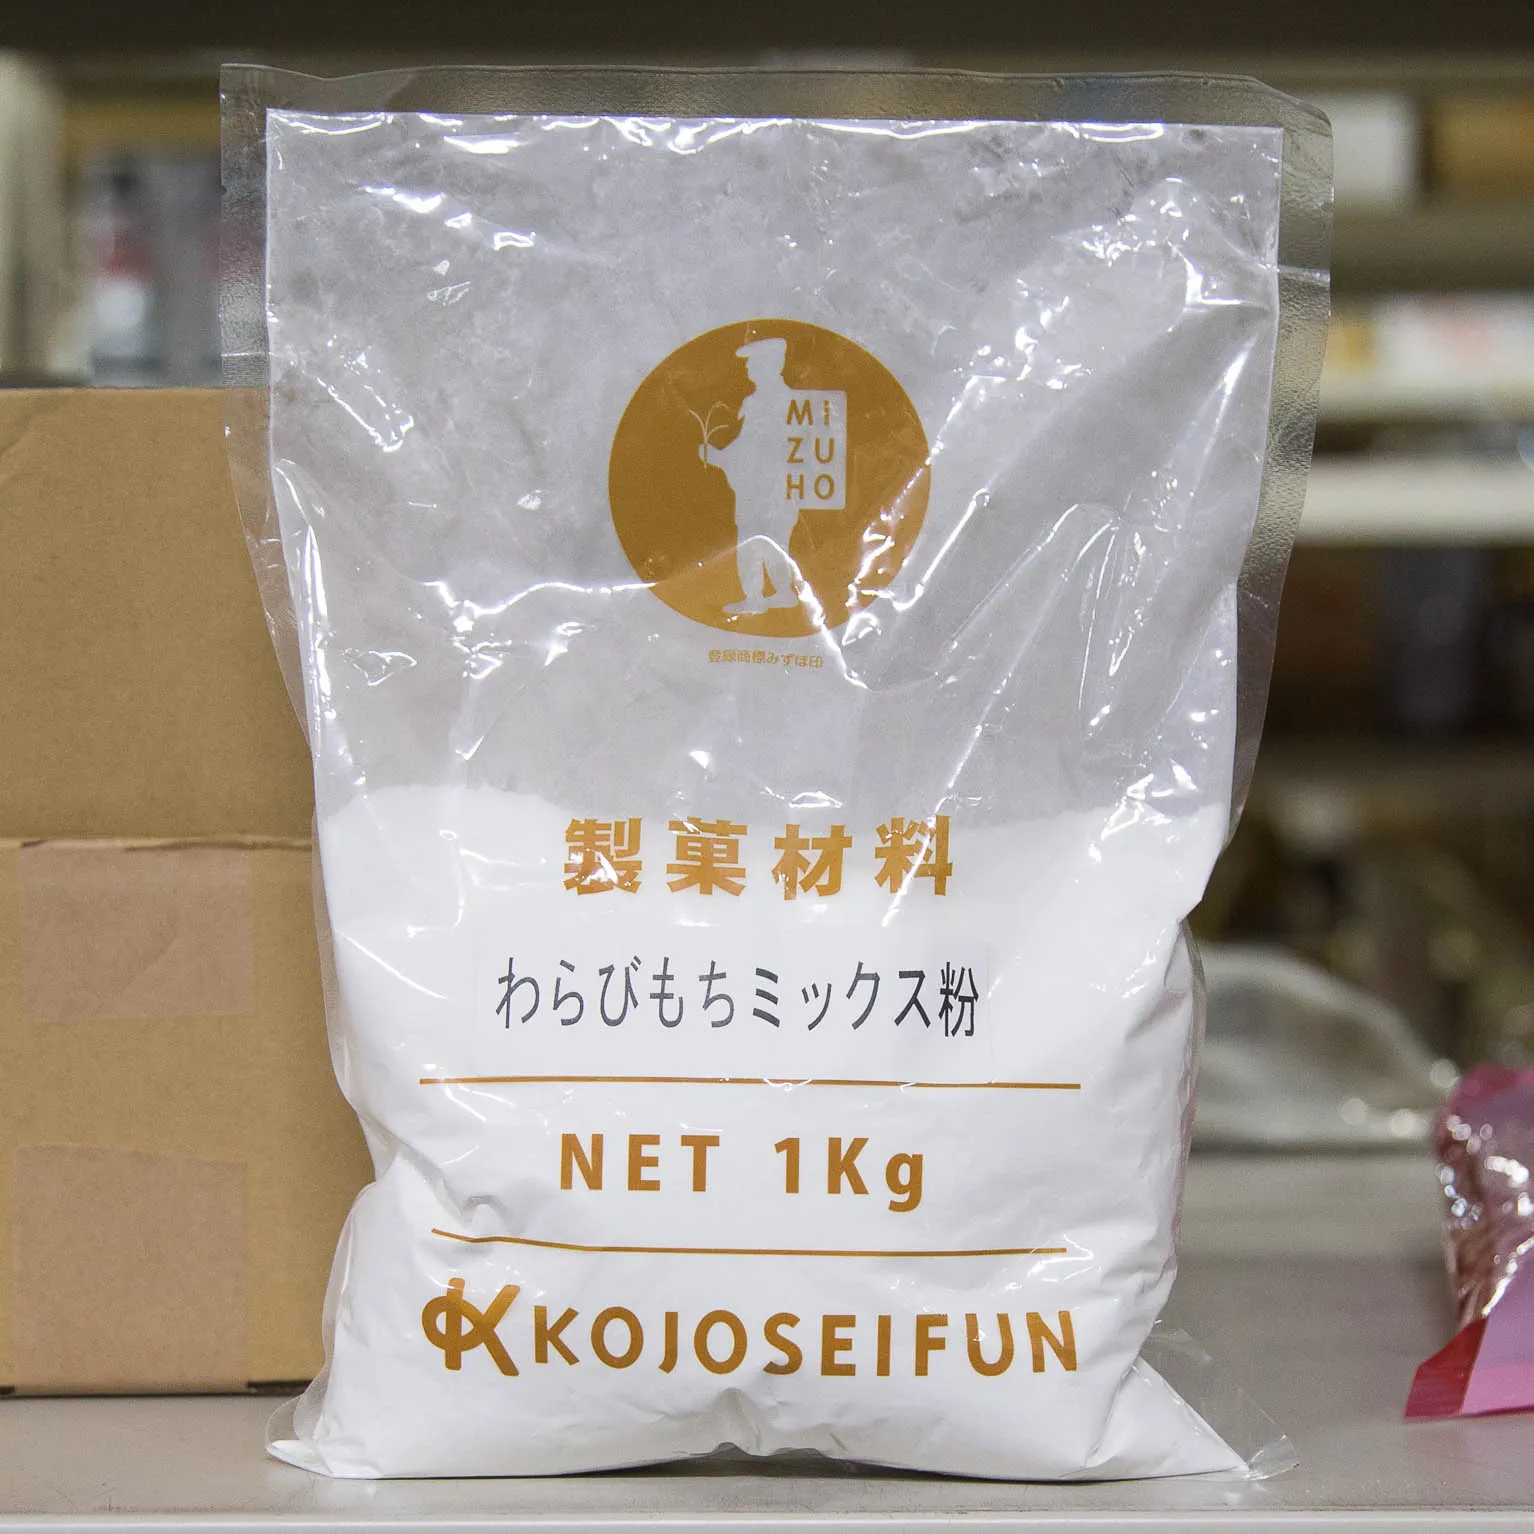 MI
ZU
HO
登録商標みずほ印
製菓材料
わらびもちミックス粉
NET 1Kg
KOJOSEIFUN